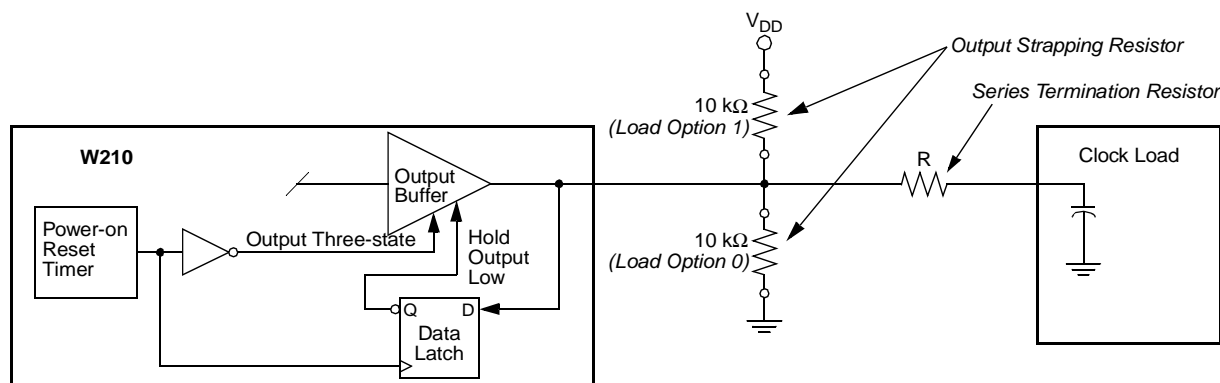 V_DD
Output Strapping Resistor
Series Termination Resistor
10 kΩ
(Load Option 1)
W210
Clock Load
R
Output
Buffer
Power-on
Reset
Timer
Output Three-state
Hold
Output
Low
10 kΩ
(Load Option 0)
Q
D
Data
Latch